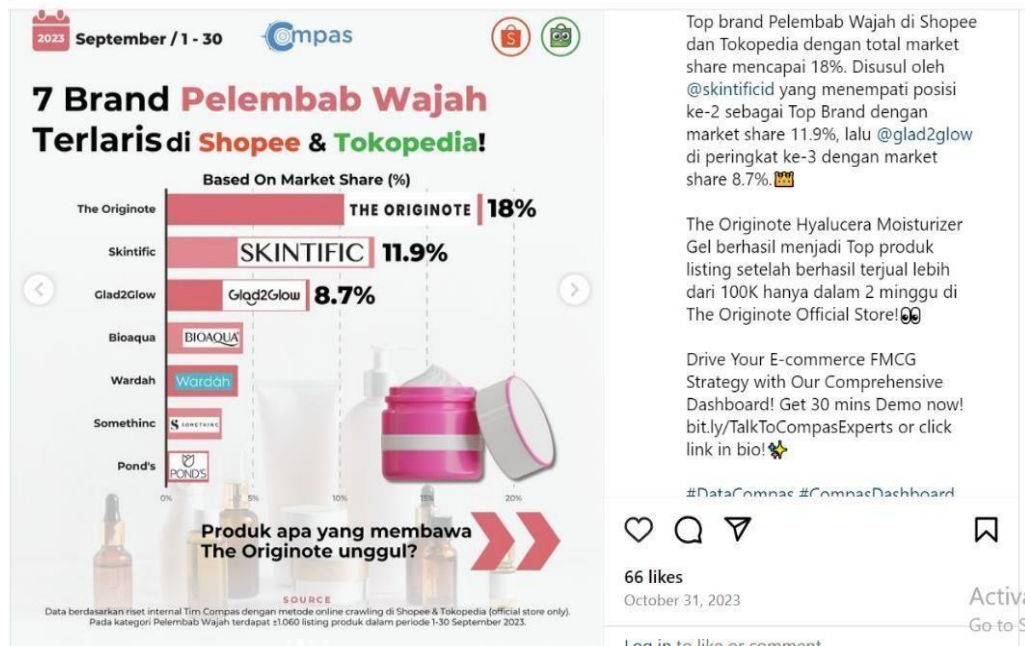 2023 September / 1 - 30
Compas
7 Brand Pelembab Wajah
Terlaris di Shopee & Tokopedia!
Based On Market Share (%)
The Originote THE ORIGINOTE 18%
Skintific SKINTIFIC 11.9%
Glad2Glow Glad2Glow 8.7%
Bioaqua BIOAQUA
Wardah Wardah
Somethinc S SOMETHINC
Pond's POND'S
0% 5% 10% 15% 20%
Produk apa yang membawa
The Originote unggul?
SOURCE
Data berdasarkan riset internal Tim Compas dengan metode online crawling di Shopee & Tokopedia (official store only).
Pada kategori Pelembab Wajah terdapat ±1.060 listing produk dalam periode 1-30 September 2023.
Top brand Pelembab Wajah di Shopee
dan Tokopedia dengan total market
share mencapai 18%. Disusul oleh
@skintificid yang menempati posisi
ke-2 sebagai Top Brand dengan
market share 11.9%, lalu @glad2glow
di peringkat ke-3 dengan market
share 8.7%.
The Originote Hyalucera Moisturizer
Gel berhasil menjadi Top produk
listing setelah berhasil terjual lebih
dari 100K hanya dalam 2 minggu di
The Originote Official Store!
Drive Your E-commerce FMCG
Strategy with Our Comprehensive
Dashboard! Get 30 mins Demo now!
bit.ly/TalkToCompasExperts or click
link in bio!
#DataCompas #CompasDashboard
66 likes
October 31, 2023
Activa
Go to S
Log in to like or comment